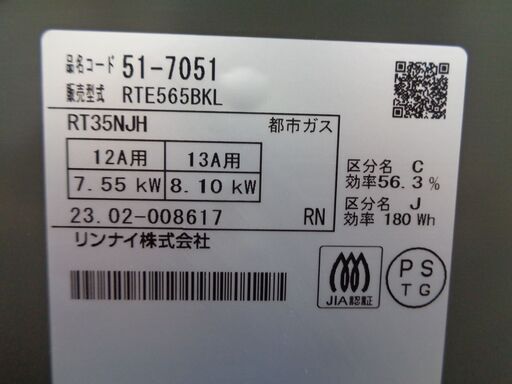 品名コード 51-7051
販売型式 RTE565BKL
RT35NJH 都市ガス
12A用 13A用
7.55 kW 8.10 kW
区分名 C
効率56.3 %
区分名 J
効率 180 Wh
23.02-008617 RN
リンナイ株式会社
JIA認証
PS
TG